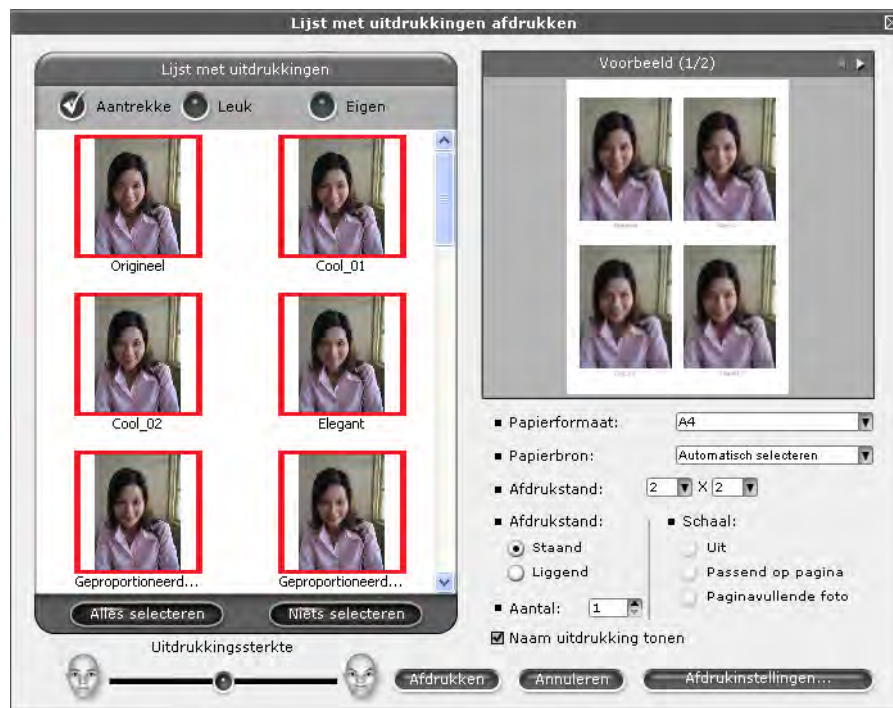 Lijst met uitdrukkingen afdrukken
Lijst met uitdrukkingen
Aantrekke Leuk Eigen
Origineel Cool_01
Cool_02 Elegant
Geproportioneerd... Geproportioneerd...
Alles selecteren Niets selecteren
Uitdrukkingssterkte
Voorbeeld (1/2)
Papierformaat: A4
Papierbron: Automatisch selecteren
Afdrukstand: 2 X 2
Afdrukstand:
Staand
Liggend
Schaal:
Uit
Passend op pagina
Paginavullende foto
Aantal: 1
Naam uitdrukking tonen
Afdrukken Annuleren Afdrukinstellingen...